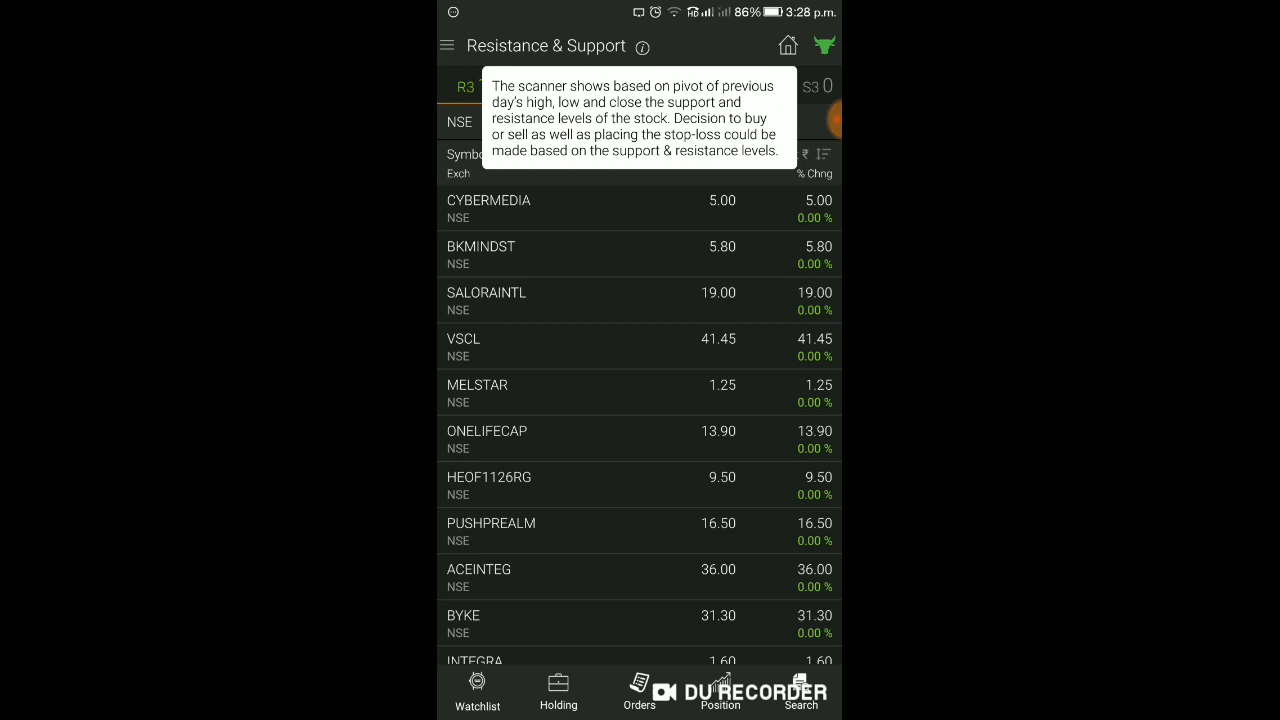 HD 86% 3:28 p.m.
Resistance & Support
R3
S3 0
The scanner shows based on pivot of previous
day's high, low and close the support and
resistance levels of the stock. Decision to buy
or sell as well as placing the stop-loss could be
made based on the support & resistance levels.
NSE
₹
Exch % Chng
CYBERMEDIA 5.00 5.00
NSE 0.00 %
BKMINDST 5.80 5.80
NSE 0.00 %
SALORAINTL 19.00 19.00
NSE 0.00 %
VSCL 41.45 41.45
NSE 0.00 %
MELSTAR 1.25 1.25
NSE 0.00 %
ONELIFECAP 13.90 13.90
NSE 0.00 %
HEOF1126RG 9.50 9.50
NSE 0.00 %
PUSHPREALM 16.50 16.50
NSE 0.00 %
ACEINTEG 36.00 36.00
NSE 0.00 %
BYKE 31.30 31.30
NSE 0.00 %
INTEGRA 1.60 1.60
DU RECORDER
Watchlist Holding Orders Position Search